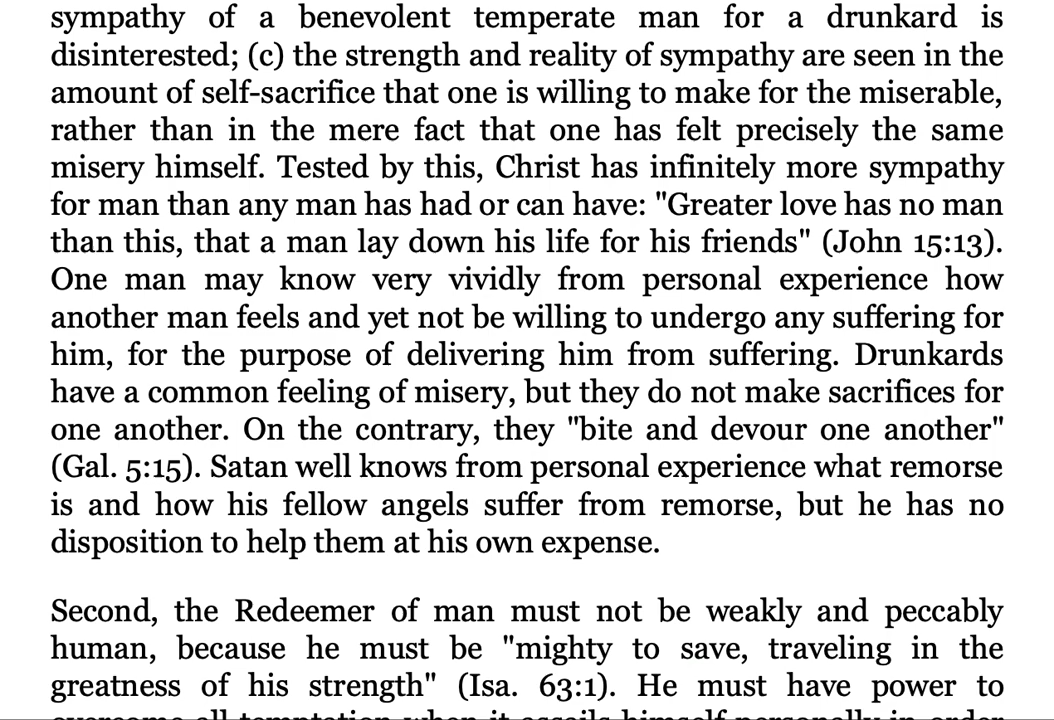 sympathy of a benevolent temperate man for a drunkard is
disinterested; (c) the strength and reality of sympathy are seen in the
amount of self-sacrifice that one is willing to make for the miserable,
rather than in the mere fact that one has felt precisely the same
misery himself. Tested by this, Christ has infinitely more sympathy
for man than any man has had or can have: "Greater love has no man
than this, that a man lay down his life for his friends" (John 15:13).
One man may know very vividly from personal experience how
another man feels and yet not be willing to undergo any suffering for
him, for the purpose of delivering him from suffering. Drunkards
have a common feeling of misery, but they do not make sacrifices for
one another. On the contrary, they "bite and devour one another"
(Gal. 5:15). Satan well knows from personal experience what remorse
is and how his fellow angels suffer from remorse, but he has no
disposition to help them at his own expense.
Second, the Redeemer of man must not be weakly and peccably
human, because he must be "mighty to save, traveling in the
greatness of his strength" (Isa. 63:1). He must have power to
overcome all temptation when it assails himself personally in order